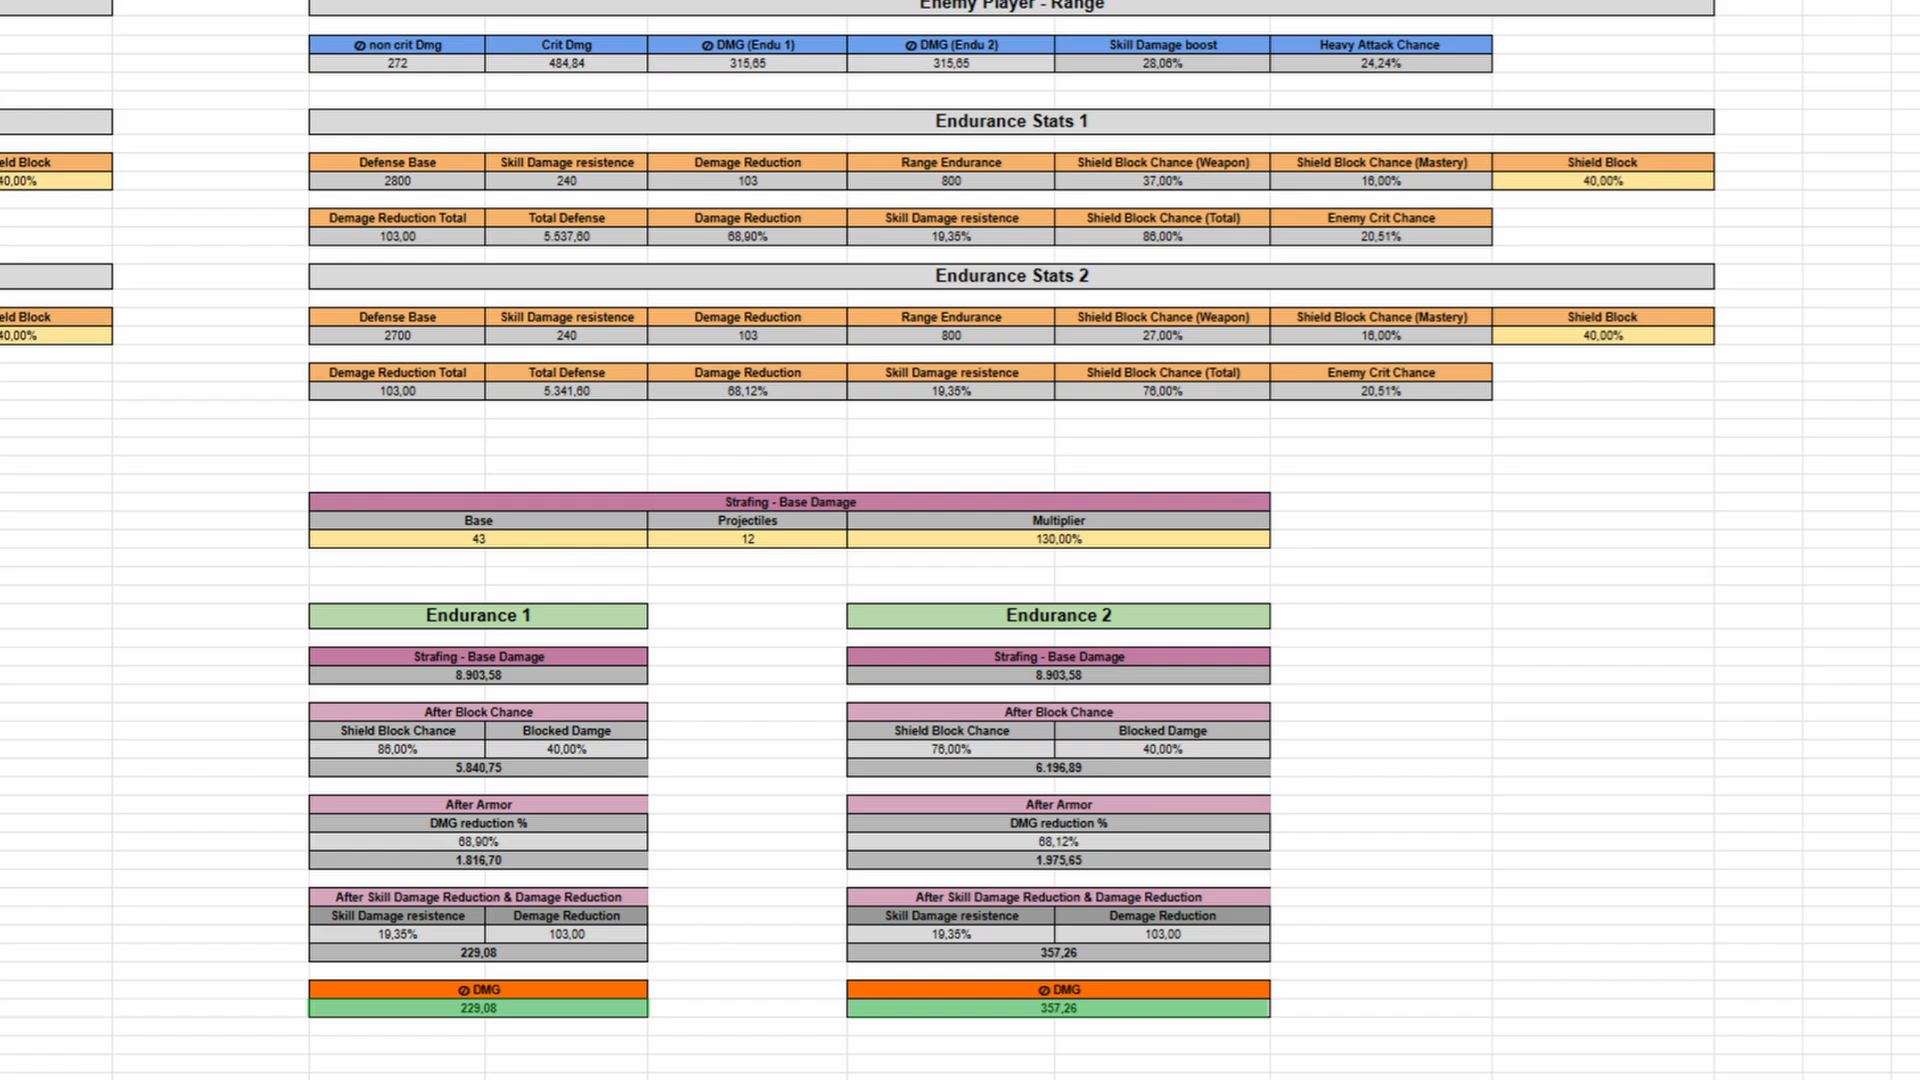 Enemy Player - Range
⊘ non crit Dmg Crit Dmg ⊘ DMG (Endu 1) ⊘ DMG (Endu 2) Skill Damage boost Heavy Attack Chance
272 484,84 315,65 315,65 28,06% 24,24%
Endurance Stats 1
eld Block Defense Base Skill Damage resistence Demage Reduction Range Endurance Shield Block Chance (Weapon) Shield Block Chance (Mastery) Shield Block
40,00% 2800 240 103 800 37,00% 16,00% 40,00%
Demage Reduction Total Total Defense Damage Reduction Skill Damage resistence Shield Block Chance (Total) Enemy Crit Chance
103,00 5.537,60 68,90% 19,35% 86,00% 20,51%
Endurance Stats 2
eld Block Defense Base Skill Damage resistence Demage Reduction Range Endurance Shield Block Chance (Weapon) Shield Block Chance (Mastery) Shield Block
40,00% 2700 240 103 800 27,00% 16,00% 40,00%
Demage Reduction Total Total Defense Damage Reduction Skill Damage resistence Shield Block Chance (Total) Enemy Crit Chance
103,00 5.341,60 68,12% 19,35% 76,00% 20,51%
Strafing - Base Damage
Base Projectiles Multiplier
43 12 130,00%
Endurance 1 Endurance 2
Strafing - Base Damage Strafing - Base Damage
8.903,58 8.903,58
After Block Chance After Block Chance
Shield Block Chance Blocked Damge Shield Block Chance Blocked Damge
86,00% 40,00% 76,00% 40,00%
5.840,75 6.196,89
After Armor After Armor
DMG reduction % DMG reduction %
68,90% 68,12%
1.816,70 1.975,65
After Skill Damage Reduction & Damage Reduction After Skill Damage Reduction & Damage Reduction
Skill Damage resistence Demage Reduction Skill Damage resistence Demage Reduction
19,35% 103,00 19,35% 103,00
229,08 357,26
⊘ DMG ⊘ DMG
229,08 357,26